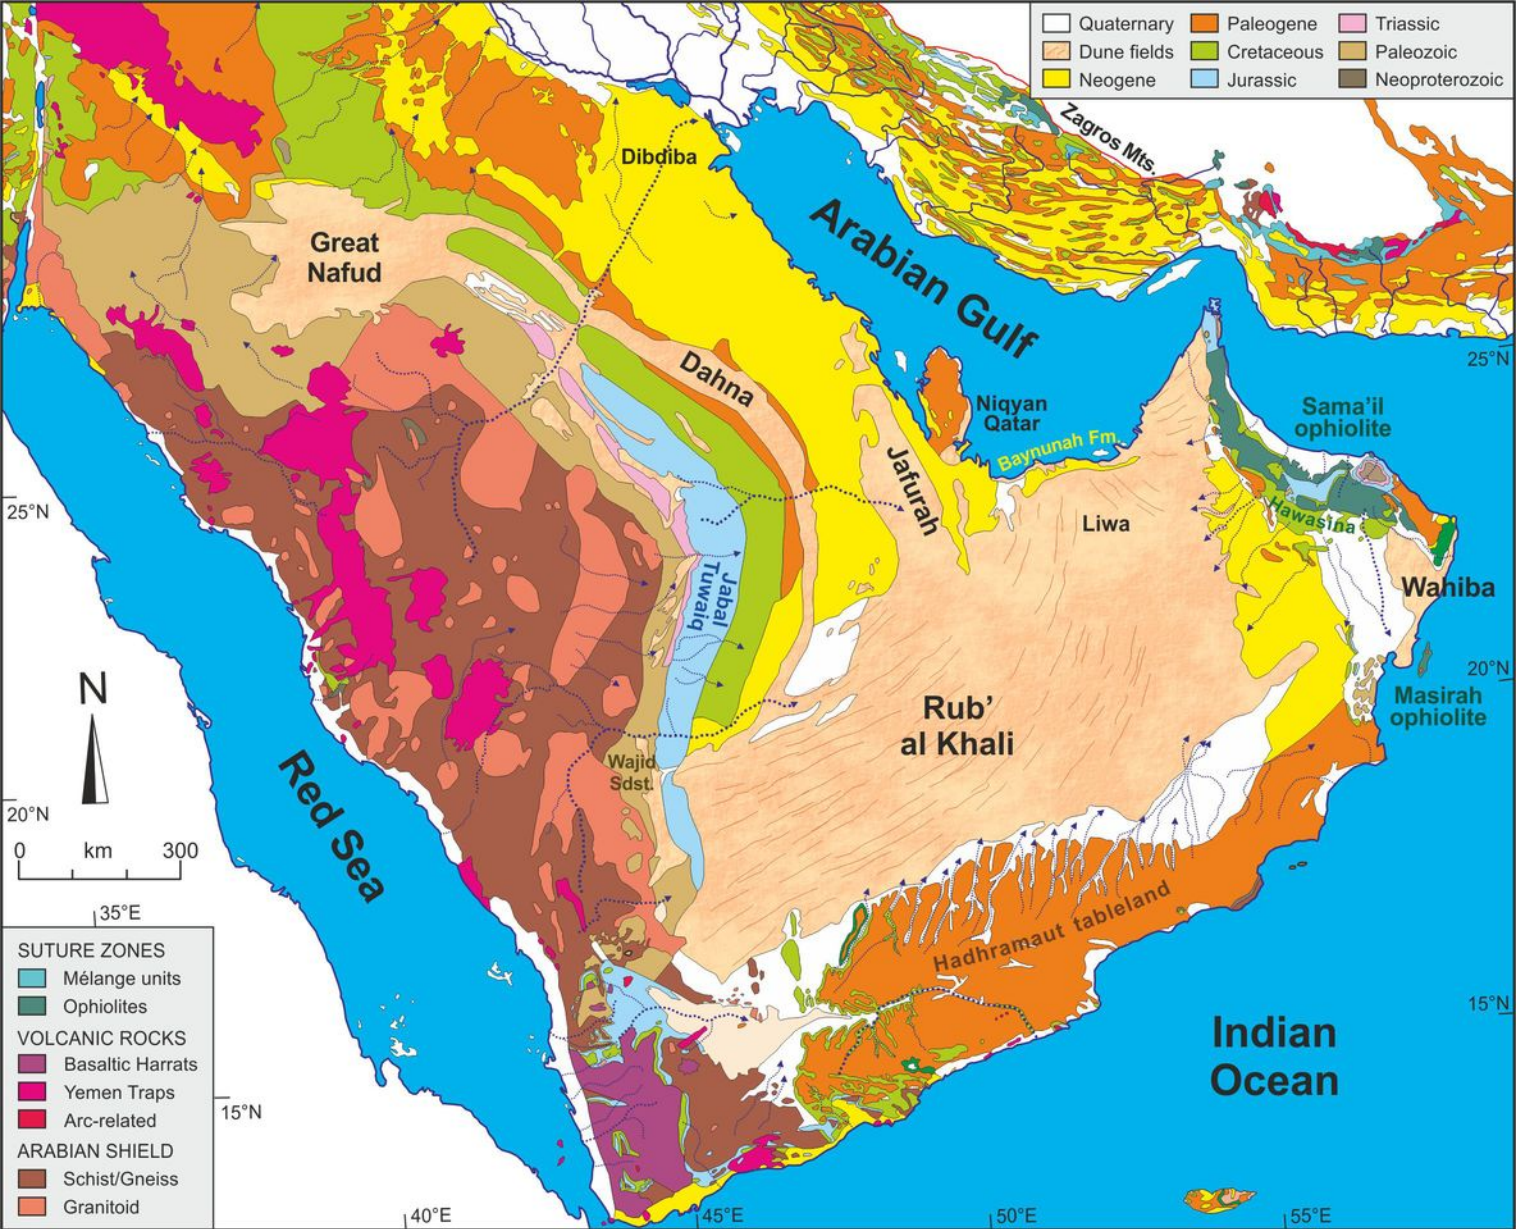 Quaternary
Dune fields
Neogene
Paleogene
Cretaceous
Jurassic
Triassic
Paleozoic
Neoproterozoic
Zagros Mts.
Dibdiba
Great
Nafud
Arabian Gulf
25°N
Dahna
Niqyan
Qatar
Sama'il
ophiolite
Baynunah Fm.
Jafurah
Liwa
Hawasina
25°N
Wahiba
Jabal
Tuwaiq
20°N
N
Masirah
ophiolite
Rub'
al Khali
Wajid
Sdst.
Red Sea
20°N
0 km 300
35°E
Hadhramaut tableland
15°N
SUTURE ZONES
Mélange units
Ophiolites
VOLCANIC ROCKS
Basaltic Harrats
Yemen Traps
Arc-related
ARABIAN SHIELD
Schist/Gneiss
Granitoid
Indian
Ocean
15°N
40°E
45°E
50°E
55°E